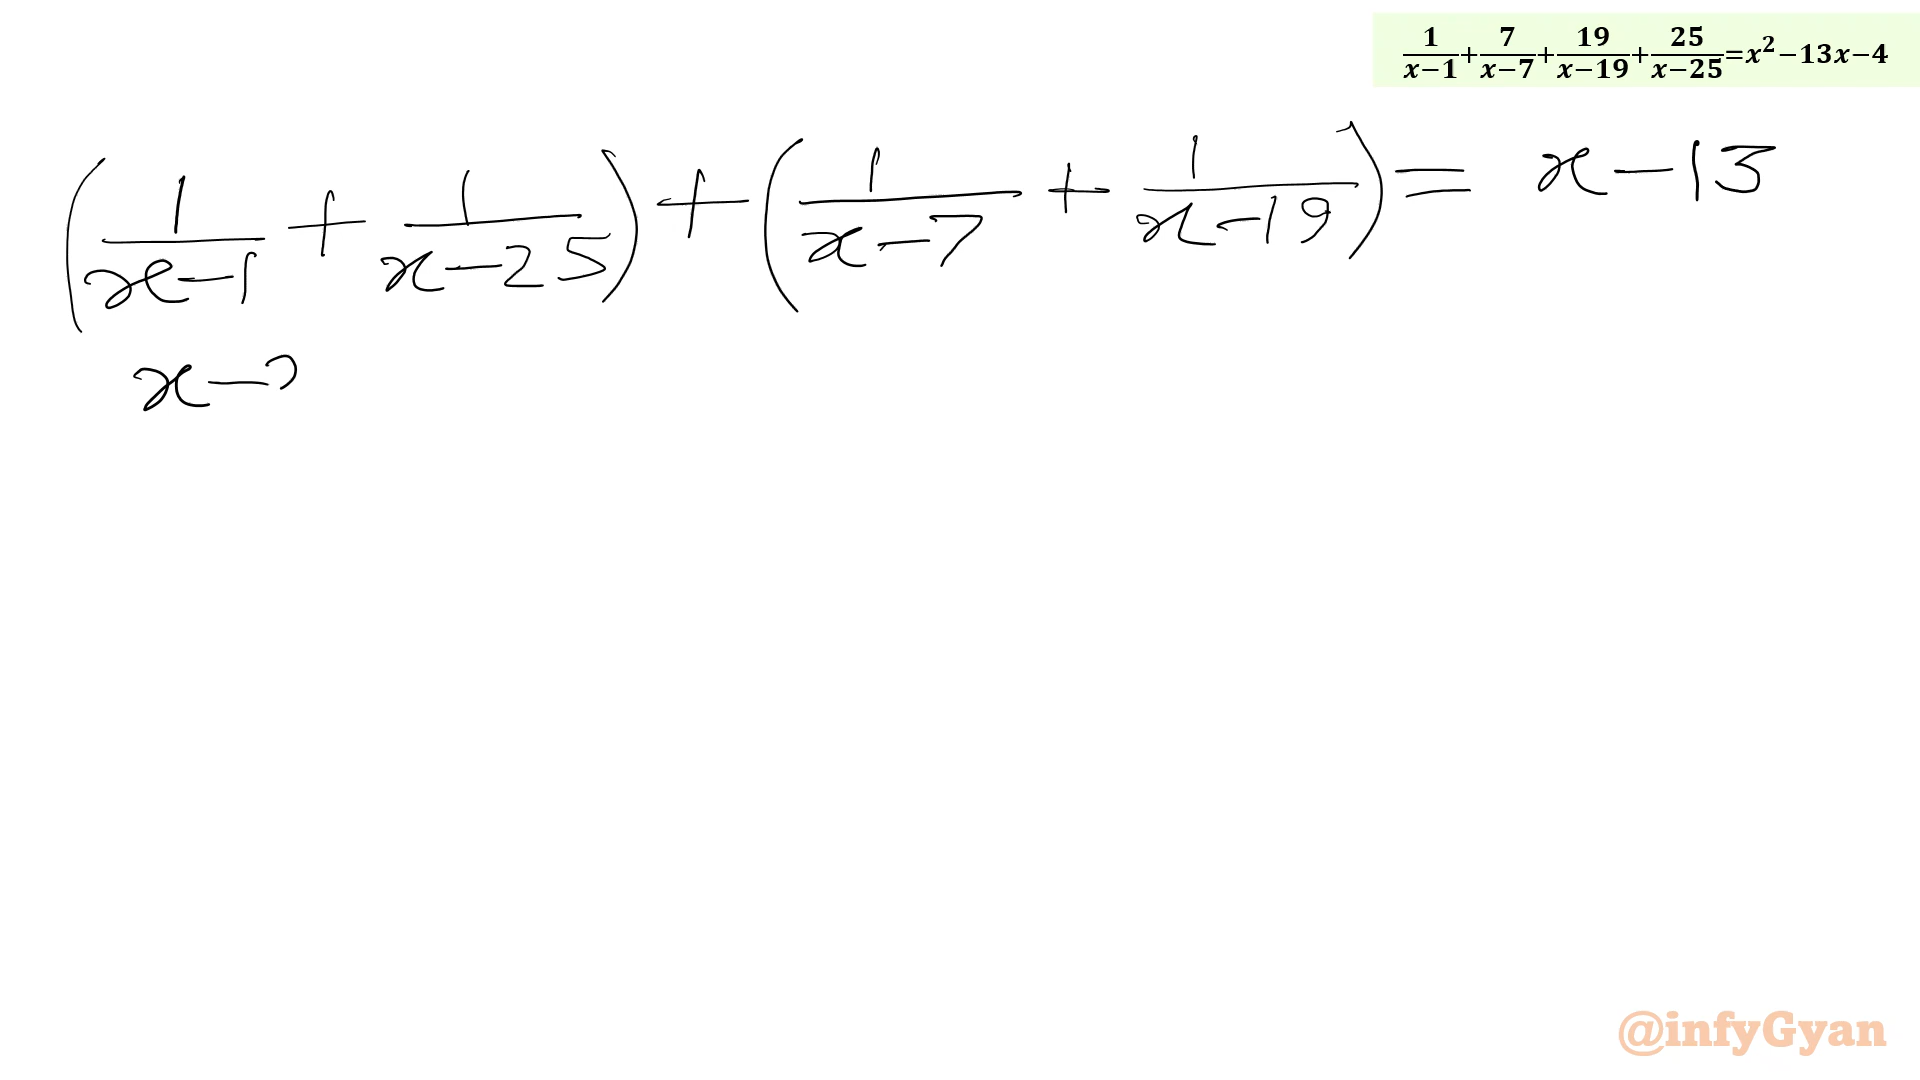 1/(x−1) + 7/(x−7) + 19/(x−19) + 25/(x−25) = x² − 13x − 4
(1/(x−1) + 1/(x−25)) + (1/(x−7) + 1/(x−19)) = x − 13
x −
@infyGyan